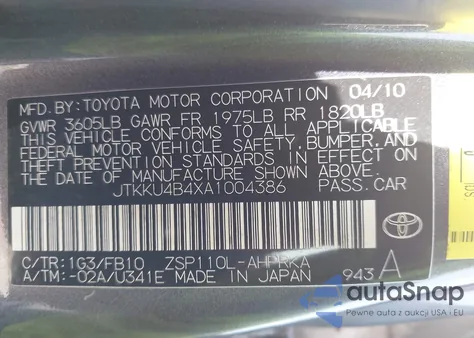 MFD. BY: TOYOTA MOTOR CORPORATION 04/10
GVWR 3605LB GAWR FR 1975LB RR 1820LB
THIS VEHICLE CONFORMS TO ALL APPLICABLE
FEDERAL MOTOR VEHICLE SAFETY, BUMPER, AND
THEFT PREVENTION STANDARDS IN EFFECT ON
THE DATE OF MANUFACTURE SHOWN ABOVE.
JTKKU4B4XA1004386 PASS. CAR
TOYOTA
C/TR: 1G3/FB10 ZSP110L-AHPRKA
A/TM: -02A/U341E MADE IN JAPAN 943 A
autoSnap
Pewne auta z aukcji USA i EU